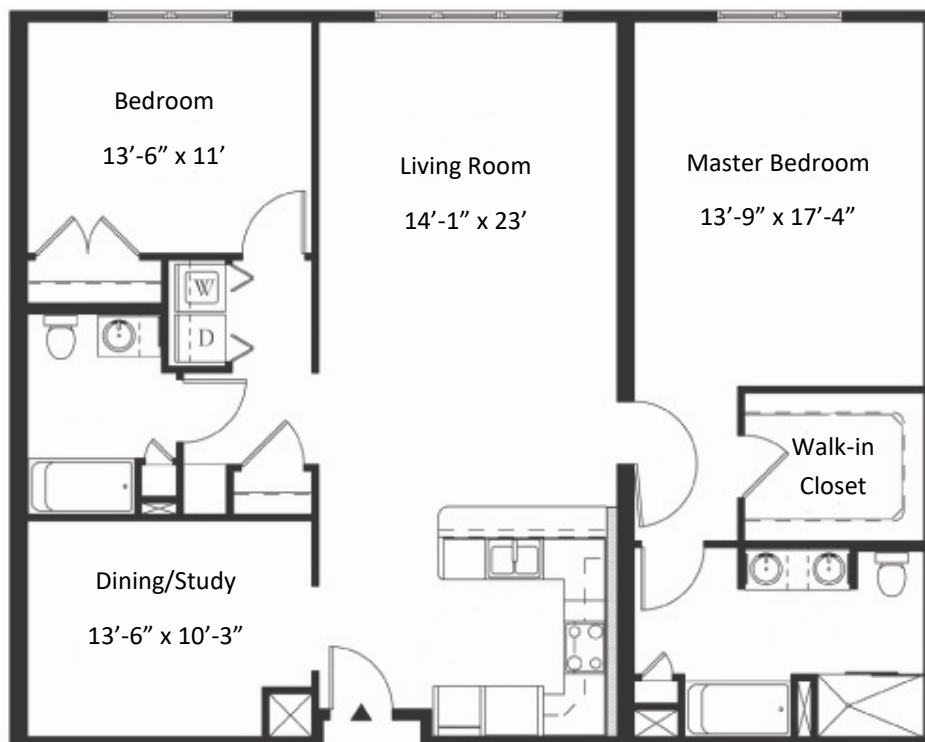 Bedroom
13’-6” x 11’
Living Room
14’-1” x 23’
Master Bedroom
13’-9” x 17’-4”
W
D
Walk-in
Closet
Dining/Study
13’-6” x 10’-3”